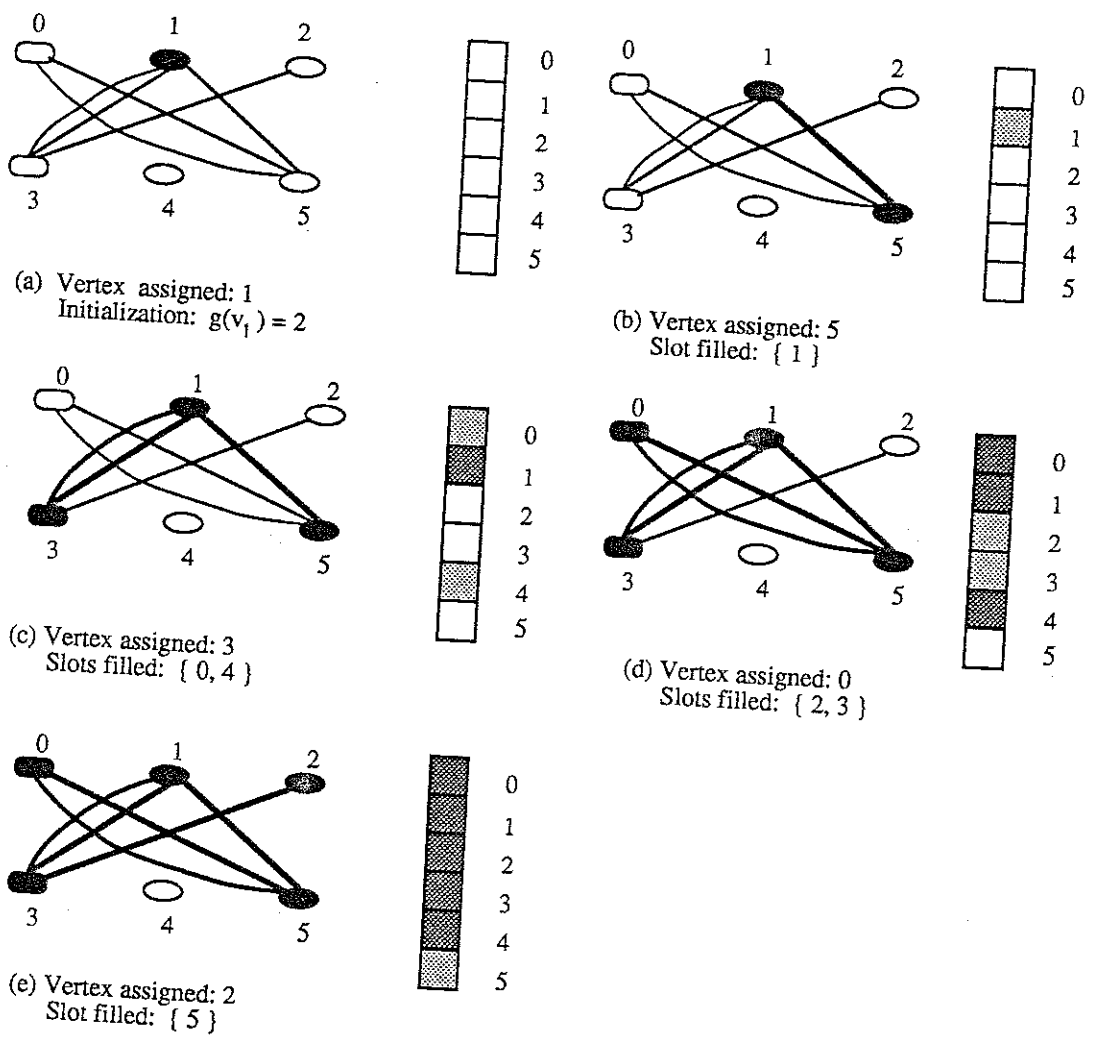 0 1 2
3 4 5
0
1
2
3
4
5
(a) Vertex assigned: 1
Initialization: g(v₁) = 2
0 1 2
3 4 5
0
1
2
3
4
5
(b) Vertex assigned: 5
Slot filled: { 1 }
0 1 2
3 4 5
0
1
2
3
4
5
(c) Vertex assigned: 3
Slots filled: { 0, 4 }
0 1 2
3 4 5
0
1
2
3
4
5
(d) Vertex assigned: 0
Slots filled: { 2, 3 }
0 1 2
3 4 5
0
1
2
3
4
5
(e) Vertex assigned: 2
Slot filled: { 5 }